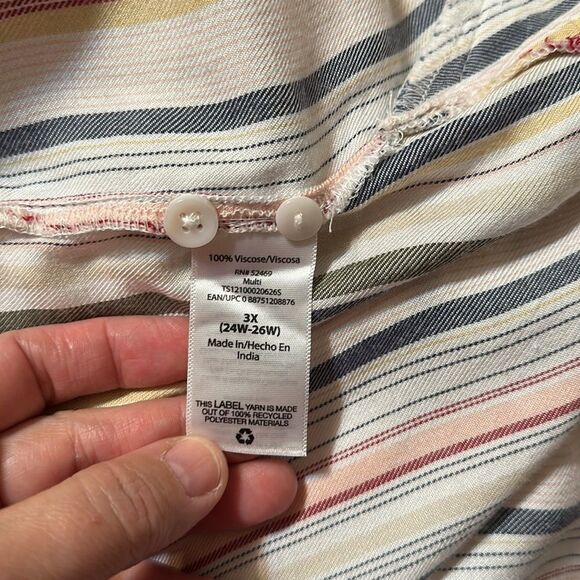 100% Viscose/Viscosa
RN# 52469
Multi
TS12100020626S
EAN/UPC 0 88751208876
3X
(24W-26W)
Made In/Hecho En
India
THIS LABEL YARN IS MADE
OUT OF 100% RECYCLED
POLYESTER MATERIALS